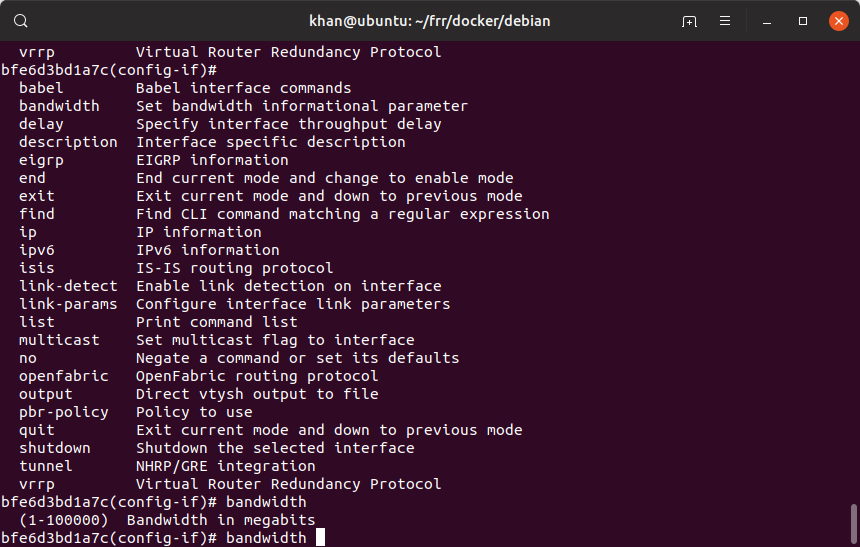 khan@ubuntu: ~/frr/docker/debian
  vrrp         Virtual Router Redundancy Protocol
bfe6d3bd1a7c(config-if)#
  babel        Babel interface commands
  bandwidth    Set bandwidth informational parameter
  delay        Specify interface throughput delay
  description  Interface specific description
  eigrp        EIGRP information
  end          End current mode and change to enable mode
  exit         Exit current mode and down to previous mode
  find         Find CLI command matching a regular expression
  ip           IP information
  ipv6         IPv6 information
  isis         IS-IS routing protocol
  link-detect  Enable link detection on interface
  link-params  Configure interface link parameters
  list         Print command list
  multicast    Set multicast flag to interface
  no           Negate a command or set its defaults
  openfabric   OpenFabric routing protocol
  output       Direct vtysh output to file
  pbr-policy   Policy to use
  quit         Exit current mode and down to previous mode
  shutdown     Shutdown the selected interface
  tunnel       NHRP/GRE integration
  vrrp         Virtual Router Redundancy Protocol
bfe6d3bd1a7c(config-if)# bandwidth
  (1-100000)  Bandwidth in megabits
bfe6d3bd1a7c(config-if)# bandwidth